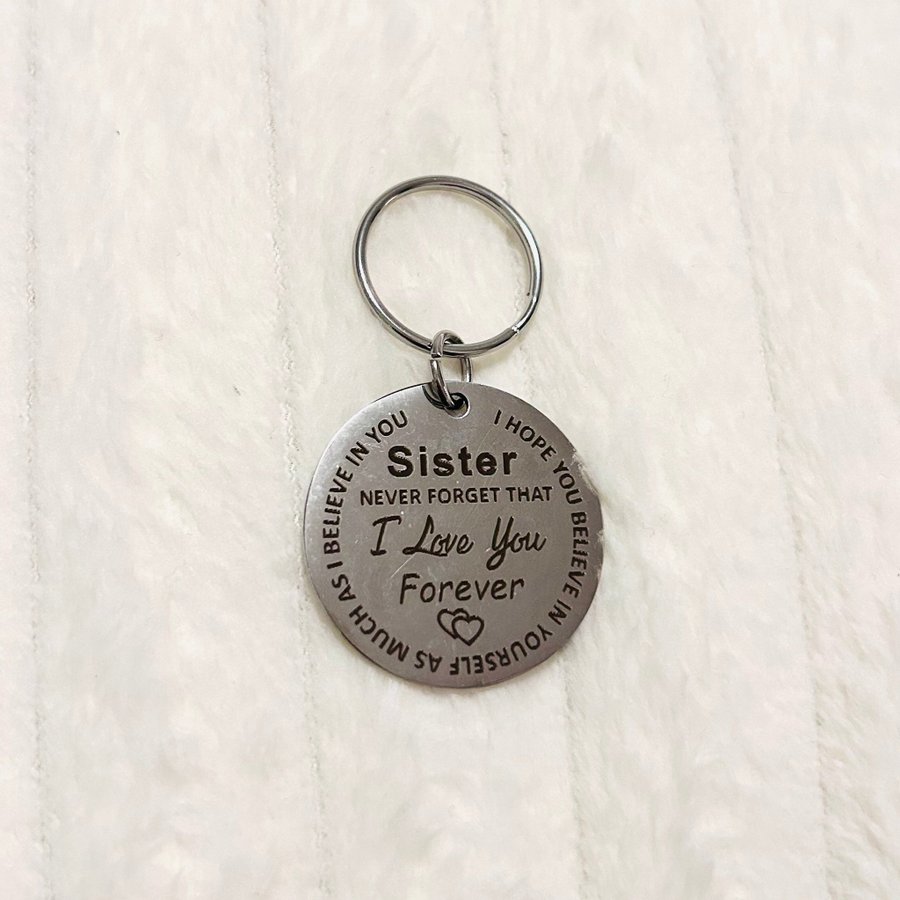 I HOPE YOU BELIEVE IN YOURSELF AS MUCH AS I BELIEVE IN YOU
Sister
NEVER FORGET THAT
I Love You
Forever